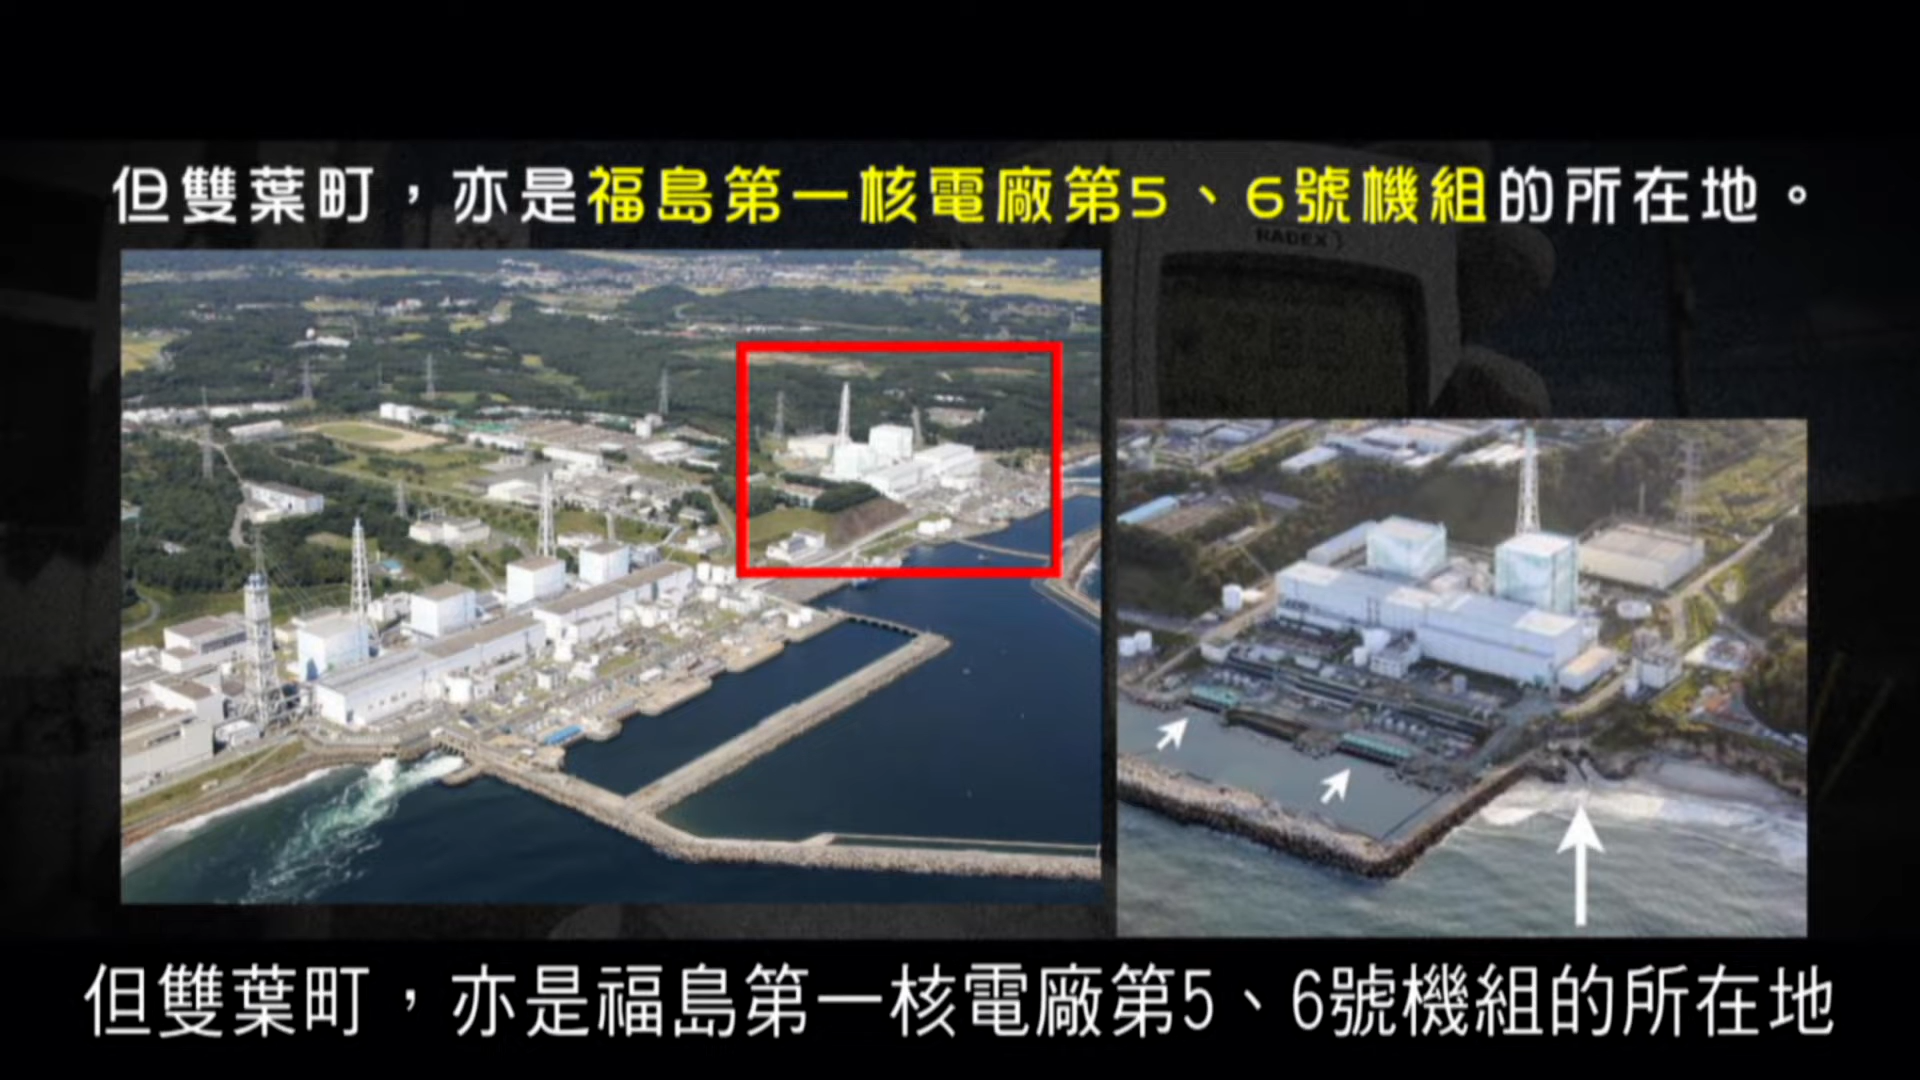 但雙葉町，亦是福島第一核電廠第5、6號機組的所在地。
RADEX
但雙葉町，亦是福島第一核電廠第5、6號機組的所在地